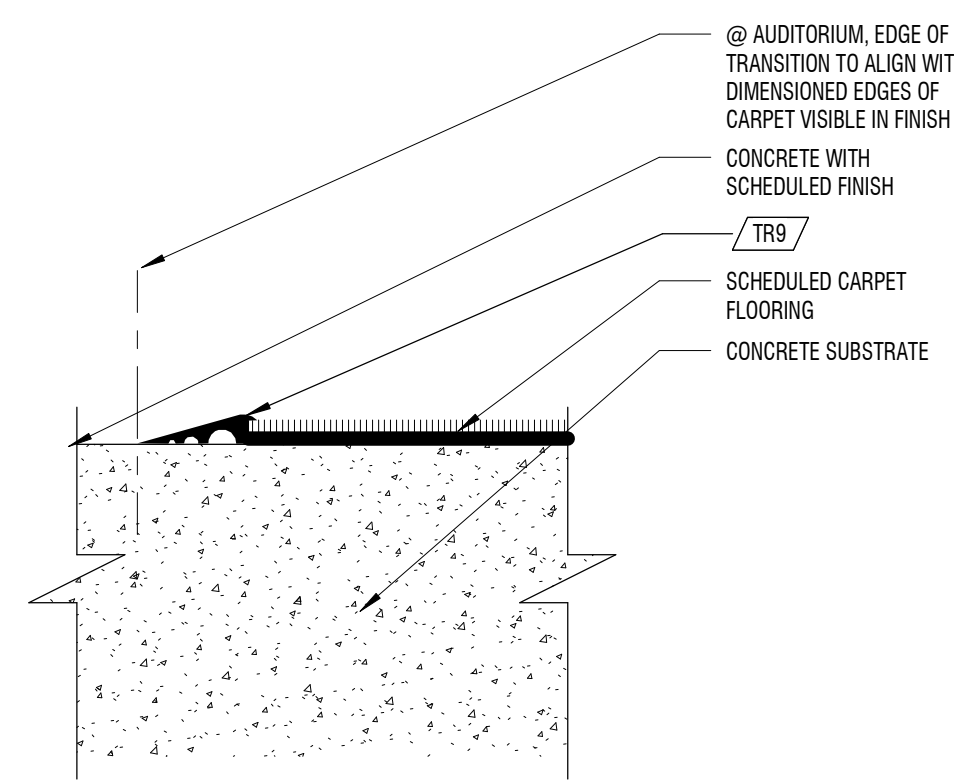 @ AUDITORIUM, EDGE OF
TRANSITION TO ALIGN WIT
DIMENSIONED EDGES OF
CARPET VISIBLE IN FINISH
CONCRETE WITH
SCHEDULED FINISH
TR9
SCHEDULED CARPET
FLOORING
CONCRETE SUBSTRATE